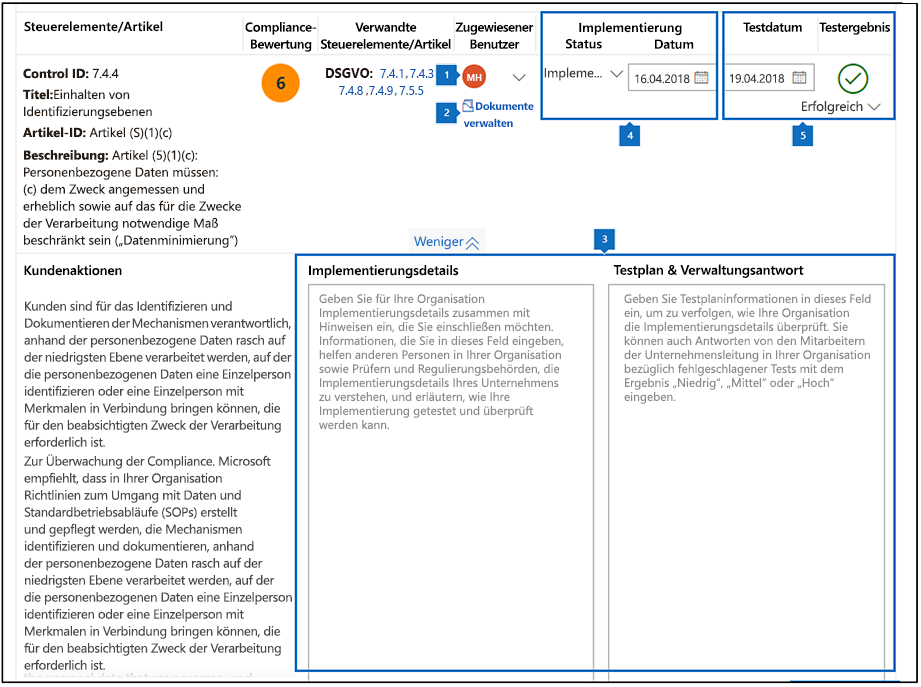 Steuerelemente/Artikel
Compliance-
Bewertung
Verwandte
Steuerelemente/Artikel
Zugewiesener
Benutzer
Implementierung
Status Datum
Testdatum
Testergebnis
Control ID: 7.4.4
Titel:Einhalten von
Identifizierungsebenen
Artikel-ID: Artikel (S)(1)(c)
Beschreibung: Artikel (5)(1)(c):
Personenbezogene Daten müssen:
(c) dem Zweck angemessen und
erheblich sowie auf das für die Zwecke
der Verarbeitung notwendige Maß
beschränkt sein („Datenminimierung“)
6
DSGVO: 7.4.1, 7.4.3
7.4.8 ,7.4.9, 7.5.5
1
MH
2
Dokumente
verwalten
Impleme...
16.04.2018
4
19.04.2018
Erfolgreich
5
Weniger
3
Kundenaktionen
Kunden sind für das Identifizieren und
Dokumentieren der Mechanismen verantwortlich,
anhand der personenbezogene Daten rasch auf
der niedrigsten Ebene verarbeitet werden, auf der
die personenbezogenen Daten eine Einzelperson
identifizieren oder eine Einzelperson mit
Merkmalen in Verbindung bringen können, die
für den beabsichtigten Zweck der Verarbeitung
erforderlich ist.
Zur Überwachung der Compliance. Microsoft
empfiehlt, dass in Ihrer Organisation
Richtlinien zum Umgang mit Daten und
Standardbetriebsabläufe (SOPs) erstellt
und gepflegt werden, die Mechanismen
identifizieren und dokumentieren, anhand
der personenbezogene Daten rasch auf der
niedrigsten Ebene verarbeitet werden, auf der
die personenbezogenen Daten eine Einzelperson
identifizieren oder eine Einzelperson mit
Merkmalen in Verbindung bringen können, die
für den beabsichtigten Zweck der Verarbeitung
erforderlich ist.
Implementierungsdetails
Geben Sie für Ihre Organisation
Implementierungsdetails zusammen mit
Hinweisen ein, die Sie einschließen möchten.
Informationen, die Sie in dieses Feld eingeben,
helfen anderen Personen in Ihrer Organisation
sowie Prüfern und Regulierungsbehörden, die
Implementierungsdetails Ihres Unternehmens
zu verstehen, und erläutern, wie Ihre
Implementierung getestet und überprüft
werden kann.
Testplan & Verwaltungsantwort
Geben Sie Testplaninformationen in dieses Feld
ein, um zu verfolgen, wie Ihre Organisation
die Implementierungsdetails überprüft. Sie
können auch Antworten von den Mitarbeitern
der Unternehmensleitung in Ihrer Organisation
bezüglich fehlgeschlagener Tests mit dem
Ergebnis „Niedrig“, „Mittel“ oder „Hoch“
eingeben.